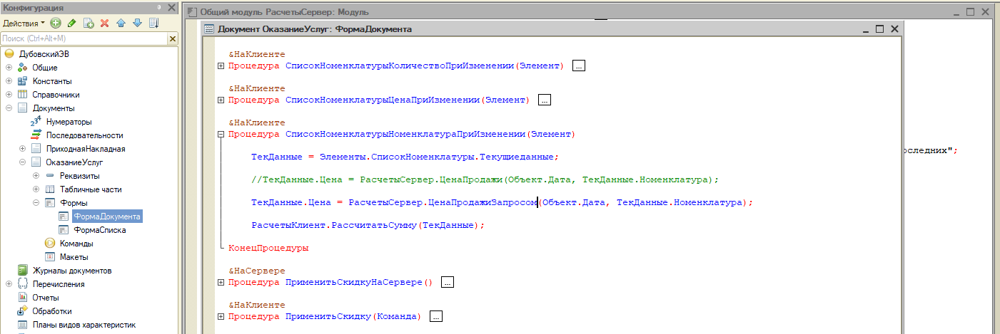 Конфигурация
Действия
Поиск (Ctrl+Alt+M)
ДубовскийЭВ
Общие
Константы
Справочники
Документы
Нумераторы
Последовательности
ПриходнаяНакладная
ОказаниеУслуг
Реквизиты
Табличные части
Формы
ФормаДокумента
ФормаСписка
Команды
Макеты
Журналы документов
Перечисления
Отчеты
Обработки
Планы видов характеристик
Общий модуль РасчетыСервер: Модуль
Документ ОказаниеУслуг: ФормаДокумента
&НаКлиенте
Процедура СписокНоменклатурыКоличествоПриИзменении(Элемент) ...
&НаКлиенте
Процедура СписокНоменклатурыЦенаПриИзменении(Элемент) ...
&НаКлиенте
Процедура СписокНоменклатурыНоменклатураПриИзменении(Элемент)
ТекДанные = Элементы.СписокНоменклатуры.Текущиеданные;
//ТекДанные.Цена = РасчетыСервер.ЦенаПродажи(Объект.Дата, ТекДанные.Номенклатура);
ТекДанные.Цена = РасчетыСервер.ЦенаПродажиЗапросом(Объект.Дата, ТекДанные.Номенклатура);
РасчетыКлиент.РассчитатьСумму(ТекДанные);
КонецПроцедуры
&НаСервере
Процедура ПрименитьСкидкуНаСервере() ...
&НаКлиенте
Процедура ПрименитьСкидку(Команда) ...
оследних";